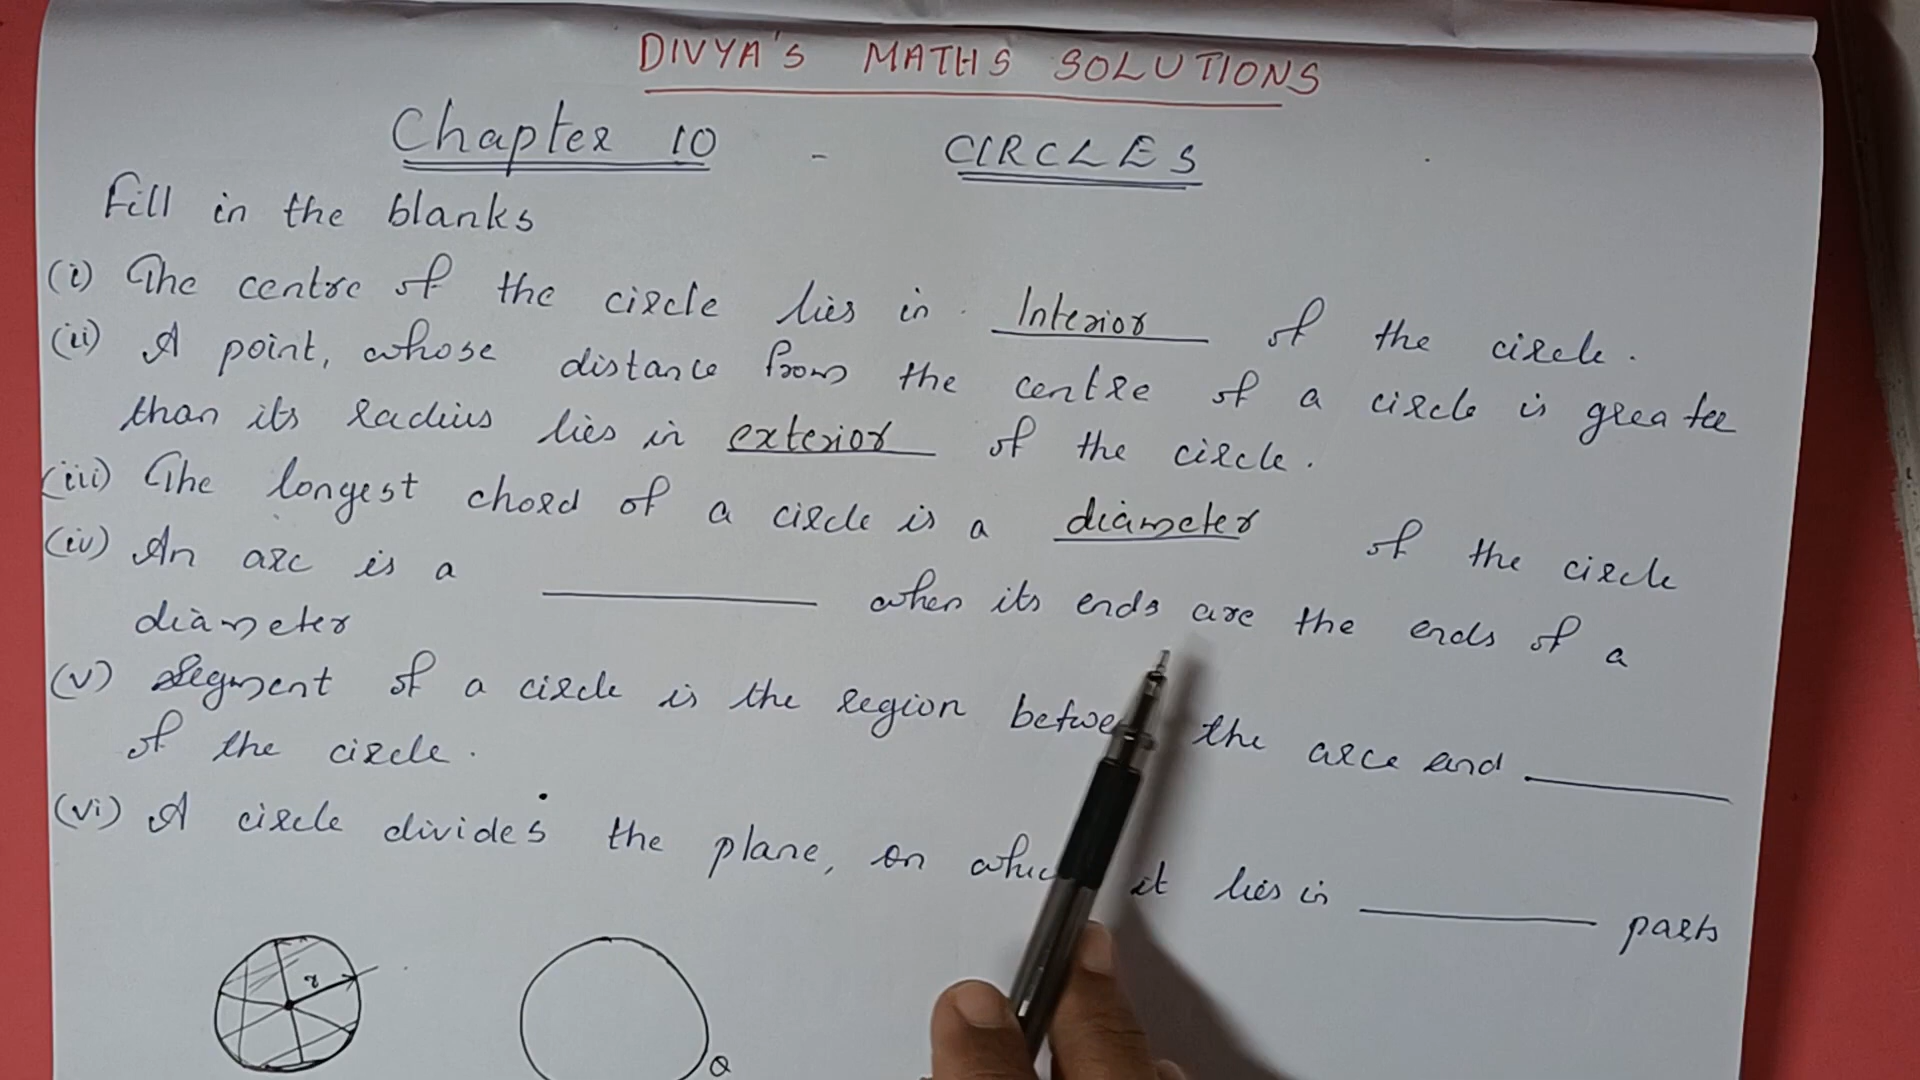 DIVYA'S MATHS SOLUTIONS
Chapter 10 - CIRCLES
Fill in the blanks
(i) The centre of the circle lies in Interior of the circle.
(ii) A point, whose distance from the centre of a circle is greater
than its radius lies in exterior of the circle.
(iii) The longest chord of a circle is a diameter of the circle
(iv) An arc is a ________ when its ends are the ends of a
diameter
(v) Segment of a circle is the region between the arce and ________
of the circle.
(vi) A circle divides the plane, on which it lies in ________ parts
r
Q